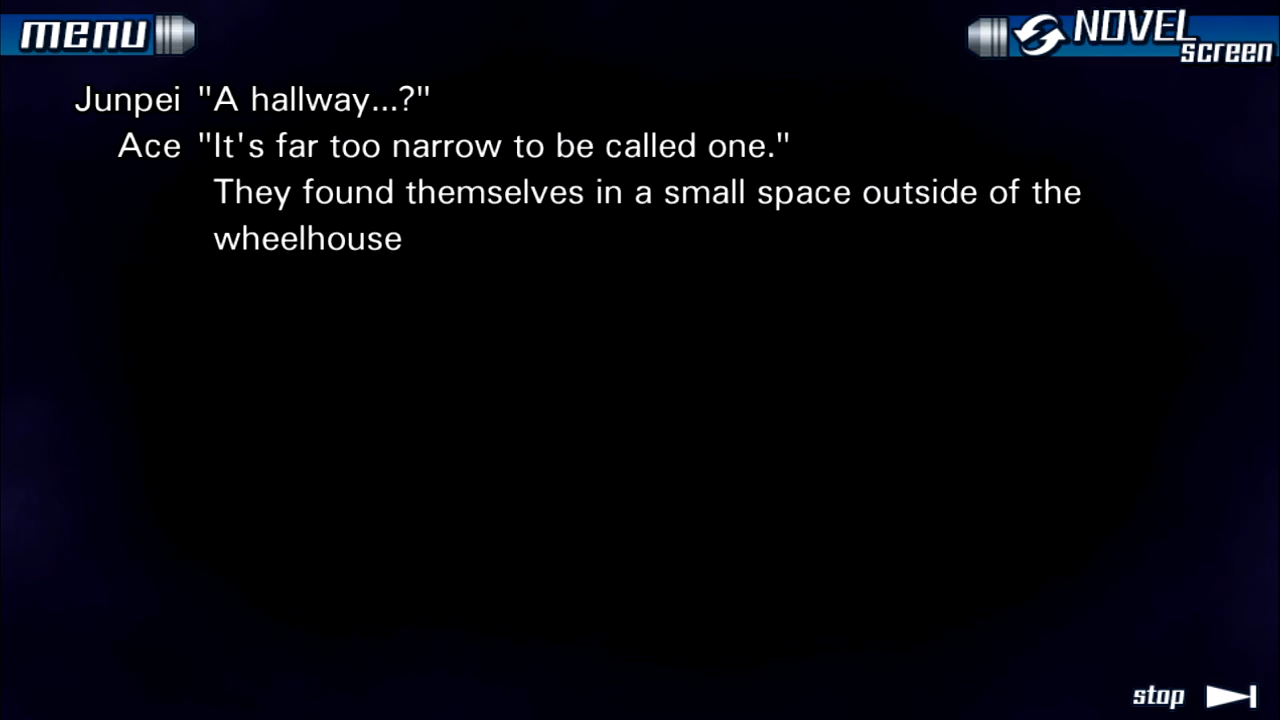 menu
NOVEL
screen
Junpei "A hallway...?"
Ace "It's far too narrow to be called one."
They found themselves in a small space outside of the
wheelhouse
stop